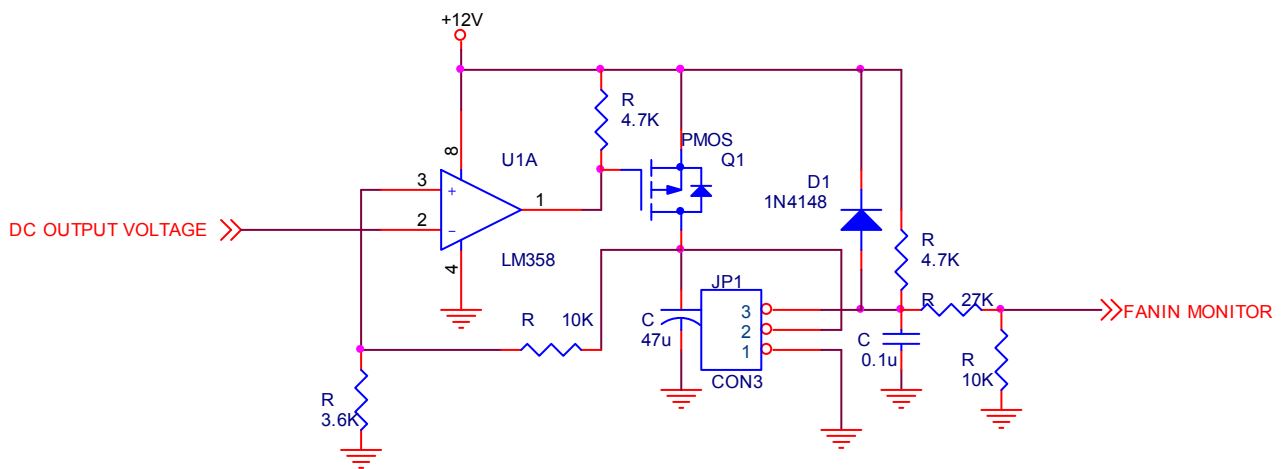 +12V
R
4.7K
PMOS
Q1
8
U1A
3
+
1
D1
1N4148
2
-
DC OUTPUT VOLTAGE
4
LM358
R
4.7K
JP1
R 27K
3
FANIN MONITOR
R 10K
C
47u
2
1
C
0.1u
R
10K
CON3
R
3.6K